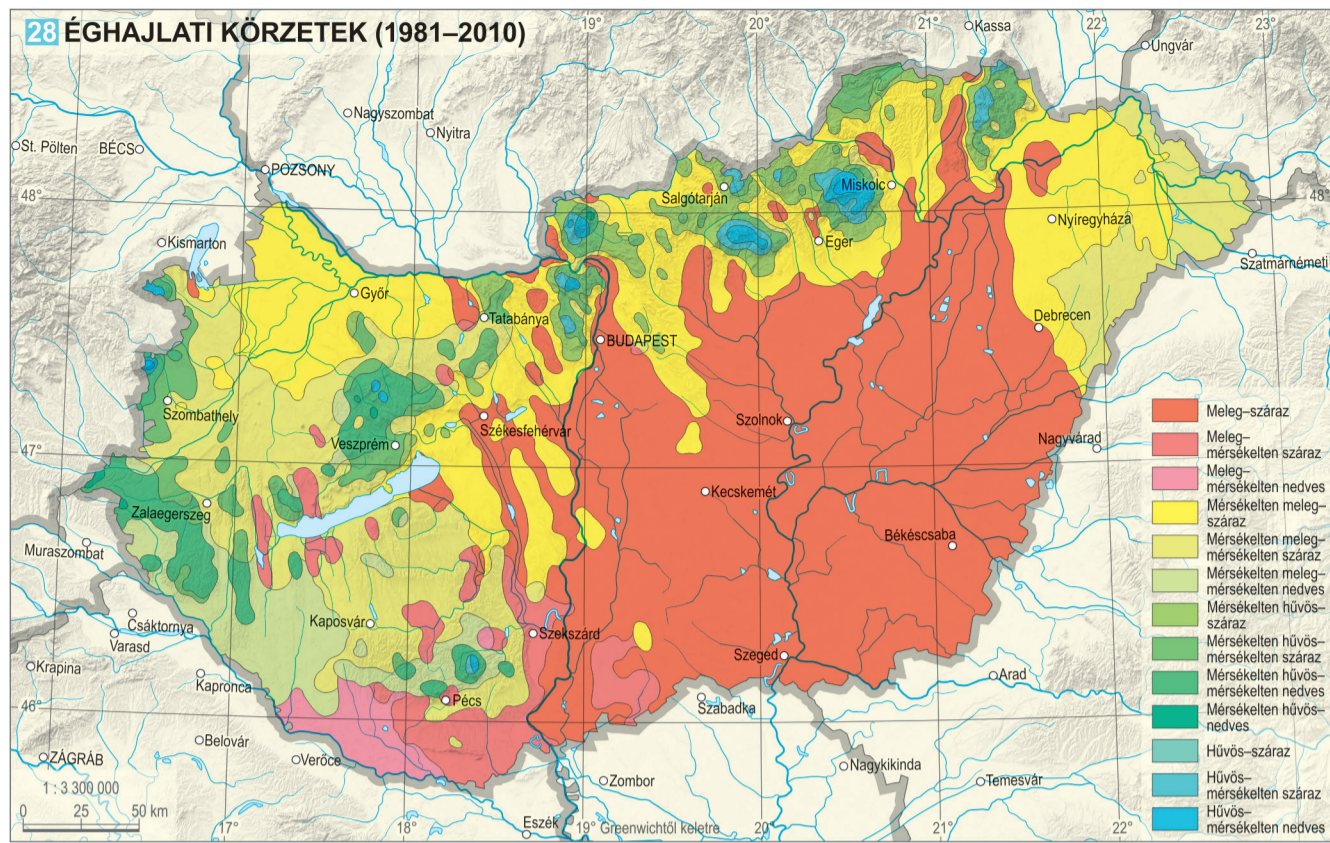 28 ÉGHAJLATI KÖRZETEK (1981–2010)
19°
20°
21°
22°
23°
Kassa
Ungvár
Nagyszombat
Nyitra
St. Pölten
BÉCS
POZSONY
48°
48°
Salgótarján
Miskolc
Eger
Nyíregyháza
Kismarton
Szatmárnémeti
Győr
Tatabánya
BUDAPEST
Debrecen
Szombathely
Veszprém
Székesfehérvár
Szolnok
Nagyvárad
47°
Kecskemét
Zalaegerszeg
Békéscsaba
Muraszombat
Csáktornya
Varasd
Kaposvár
Szekszárd
Szeged
Krapina
Kapronca
Pécs
Arad
Szabadka
46°
Belovár
Verőce
ZÁGRÁB
Zombor
Nagykikinda
Temesvár
Eszék
1 : 3 300 000
0 25 50 km
17°
18°
19° Greenwichtől keletre
20°
21°
22°
Meleg–száraz
Meleg–
mérsékelten száraz
Meleg–
mérsékelten nedves
Mérsékelten meleg–
száraz
Mérsékelten meleg–
mérsékelten száraz
Mérsékelten meleg–
mérsékelten nedves
Mérsékelten hűvös–
száraz
Mérsékelten hűvös–
mérsékelten száraz
Mérsékelten hűvös–
mérsékelten nedves
Mérsékelten hűvös–
nedves
Hűvös–száraz
Hűvös–
mérsékelten száraz
Hűvös–
mérsékelten nedves